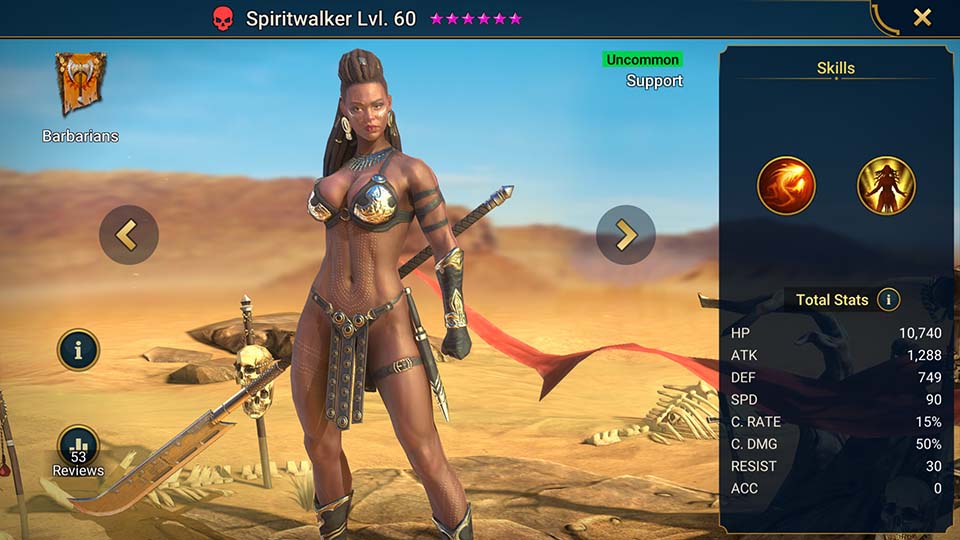 Spiritwalker Lvl. 60
Barbarians
Uncommon
Support
Skills
i
53
Reviews
Total Stats i
HP 10,740
ATK 1,288
DEF 749
SPD 90
C. RATE 15%
C. DMG 50%
RESIST 30
ACC 0